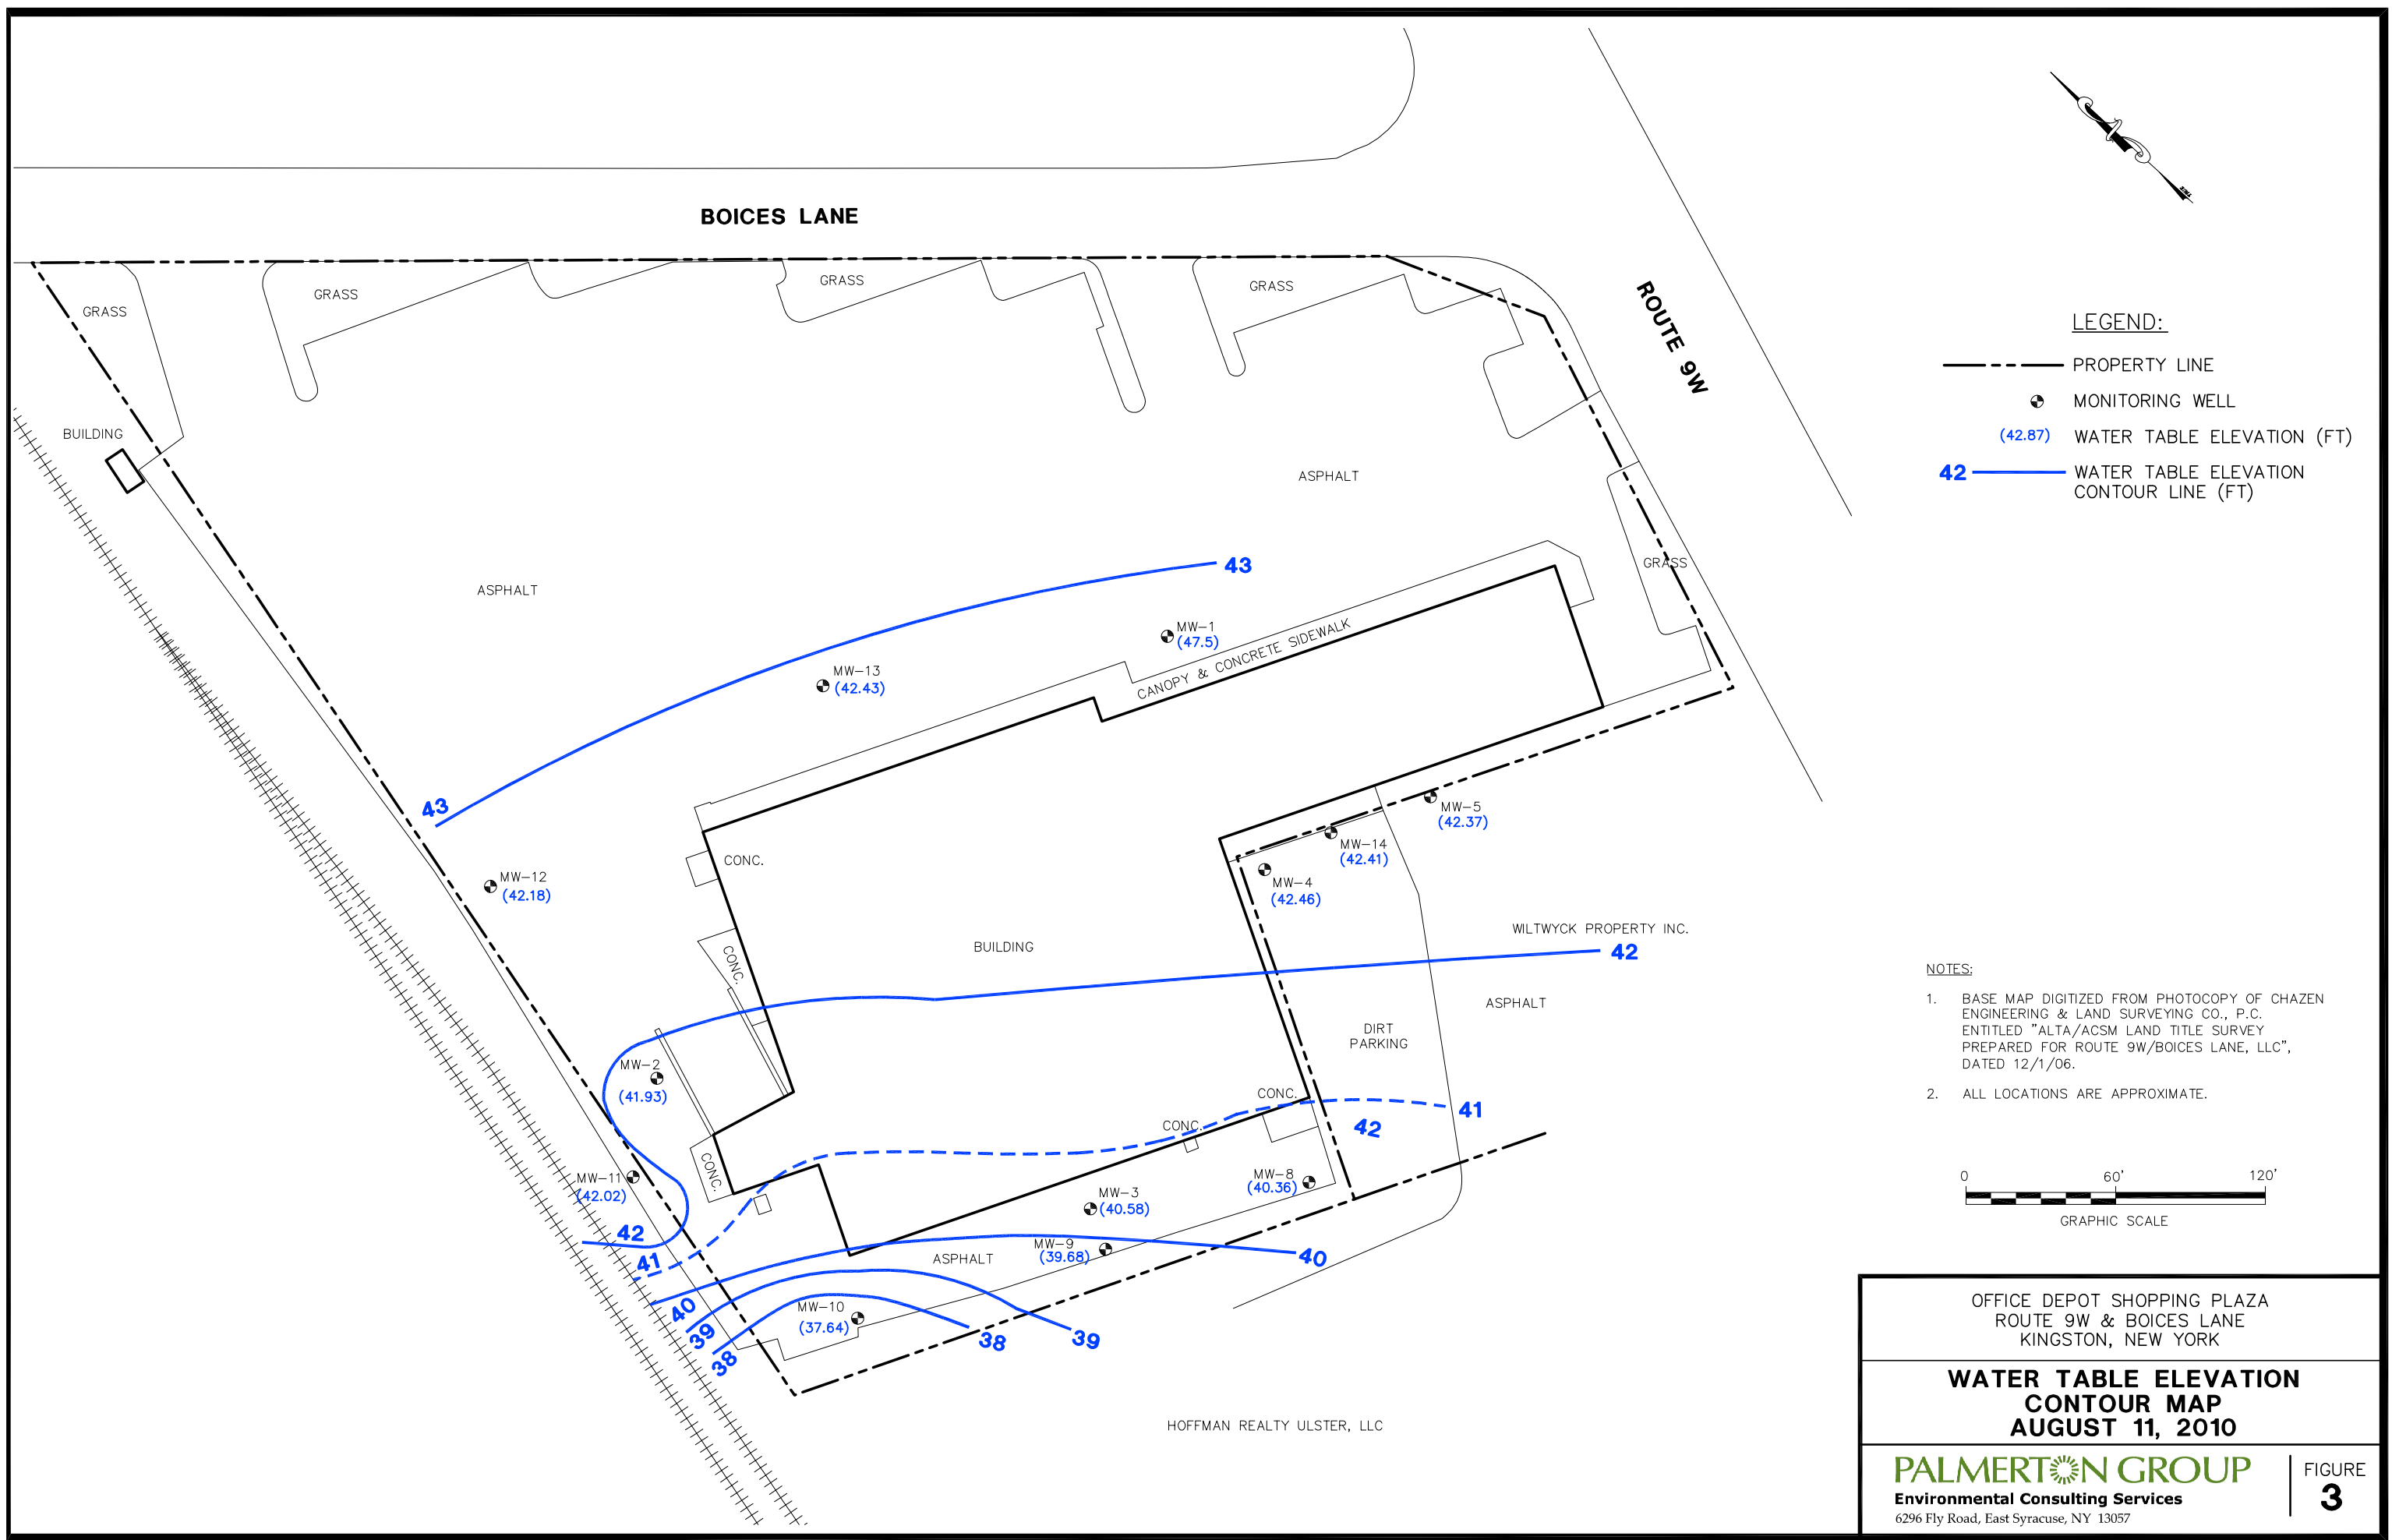 BOICES LANE
ROUTE 9W
GRASS
GRASS
GRASS
GRASS
GRASS
BUILDING
ASPHALT
ASPHALT
43
43
MW-1
(47.5)
CANOPY & CONCRETE SIDEWALK
MW-13
(42.43)
MW-12
(42.18)
CONC.
CONC.
BUILDING
MW-5
(42.37)
MW-14
(42.41)
MW-4
(42.46)
WILTWYCK PROPERTY INC.
42
ASPHALT
DIRT
PARKING
MW-2
(41.93)
CONC.
CONC.
CONC.
41
42
MW-11
(42.02)
MW-8
(40.36)
MW-3
(40.58)
42
41
MW-9
(39.68)
ASPHALT
40
40
MW-10
(37.64)
39
38
38
39
HOFFMAN REALTY ULSTER, LLC
LEGEND:
PROPERTY LINE
MONITORING WELL
(42.87) WATER TABLE ELEVATION (FT)
42 WATER TABLE ELEVATION
CONTOUR LINE (FT)
NOTES:
1. BASE MAP DIGITIZED FROM PHOTOCOPY OF CHAZEN
ENGINEERING & LAND SURVEYING CO., P.C.
ENTITLED "ALTA/ACSM LAND TITLE SURVEY
PREPARED FOR ROUTE 9W/BOICES LANE, LLC",
DATED 12/1/06.
2. ALL LOCATIONS ARE APPROXIMATE.
0 60' 120'
GRAPHIC SCALE
OFFICE DEPOT SHOPPING PLAZA
ROUTE 9W & BOICES LANE
KINGSTON, NEW YORK
WATER TABLE ELEVATION
CONTOUR MAP
AUGUST 11, 2010
PALMERTON GROUP
Environmental Consulting Services
6296 Fly Road, East Syracuse, NY 13057
FIGURE
3